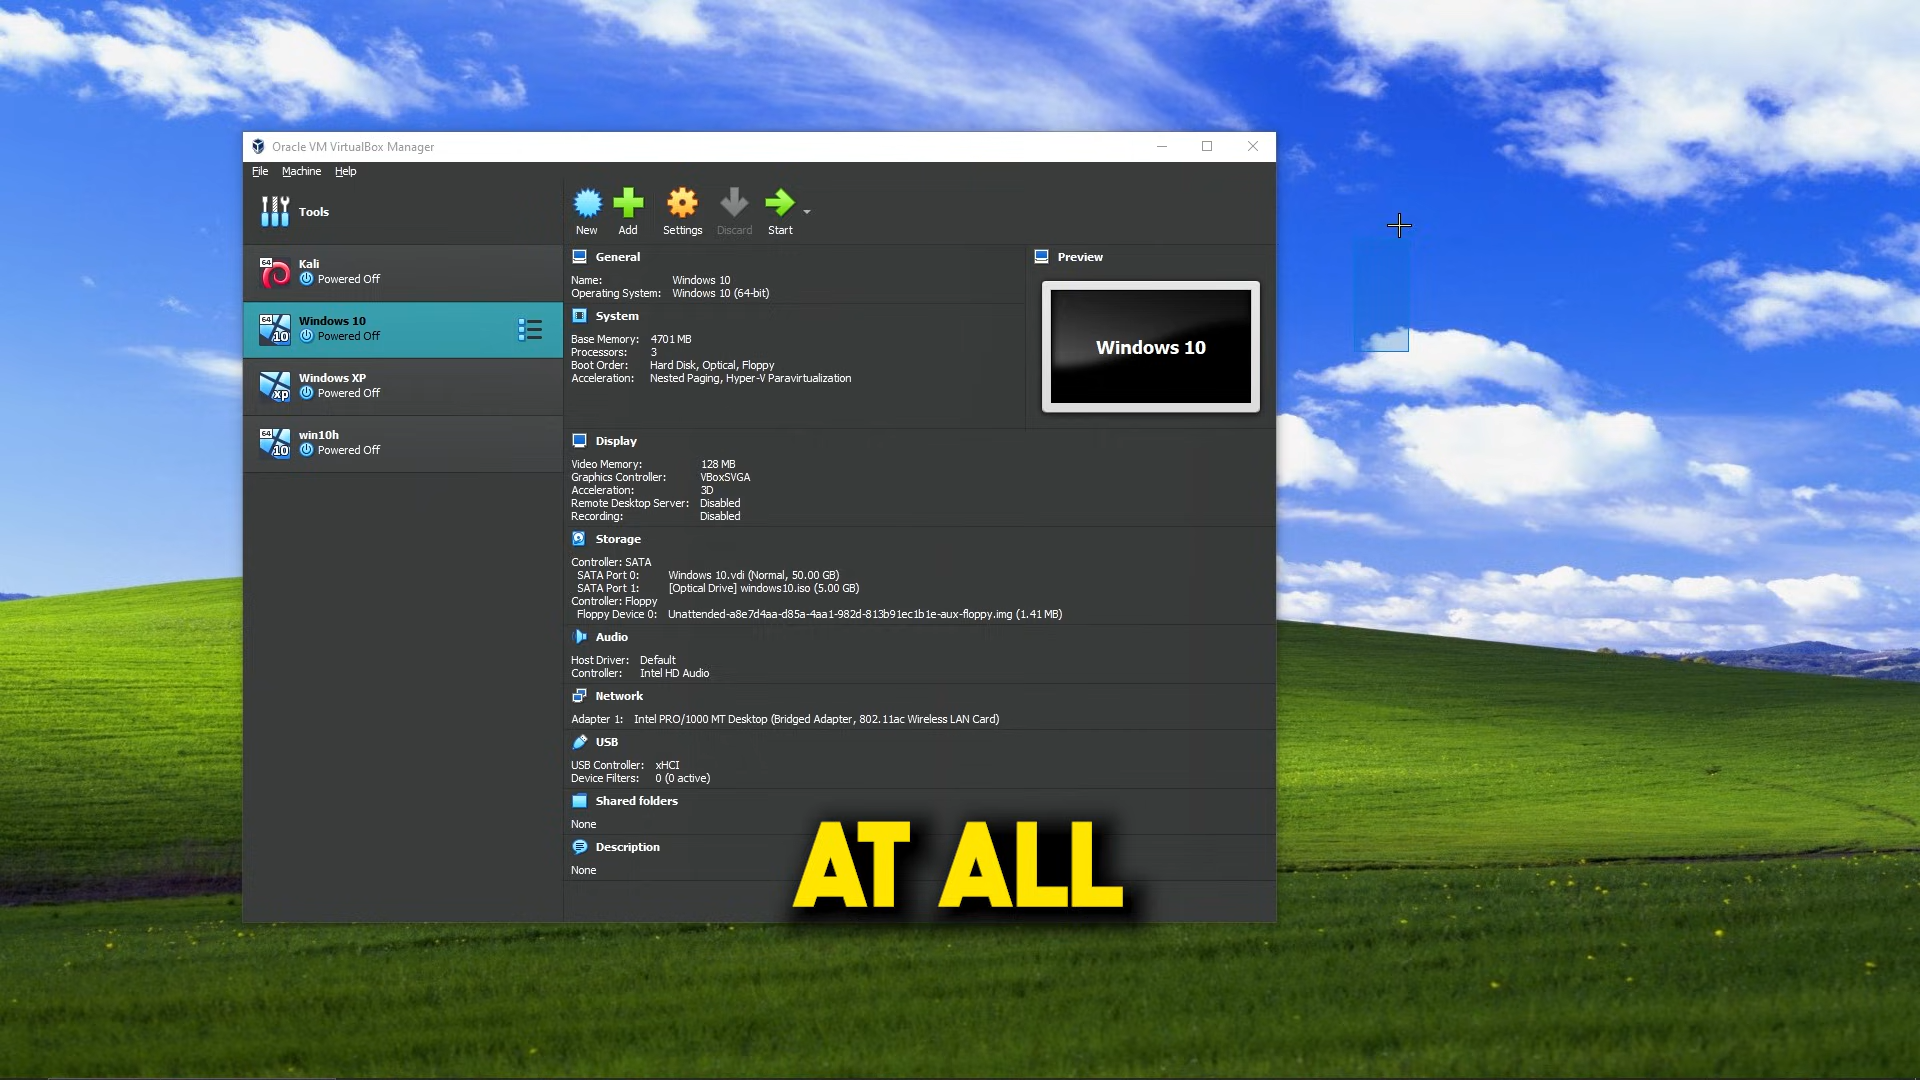 Oracle VM VirtualBox Manager
File Machine Help
Tools
New Add Settings Discard Start
64
Kali
Powered Off
64
10
Windows 10
Powered Off
xp
Windows XP
Powered Off
64
10
win10h
Powered Off
General
Name: Windows 10
Operating System: Windows 10 (64-bit)
System
Base Memory: 4701 MB
Processors: 3
Boot Order: Hard Disk, Optical, Floppy
Acceleration: Nested Paging, Hyper-V Paravirtualization
Preview
Windows 10
Display
Video Memory: 128 MB
Graphics Controller: VBoxSVGA
Acceleration: 3D
Remote Desktop Server: Disabled
Recording: Disabled
Storage
Controller: SATA
SATA Port 0: Windows 10.vdi (Normal, 50.00 GB)
SATA Port 1: [Optical Drive] windows10.iso (5.00 GB)
Controller: Floppy
Floppy Device 0: Unattended-a8e7d4aa-d85a-4aa1-982d-813b91ec1b1e-aux-floppy.img (1.41 MB)
Audio
Host Driver: Default
Controller: Intel HD Audio
Network
Adapter 1: Intel PRO/1000 MT Desktop (Bridged Adapter, 802.11ac Wireless LAN Card)
USB
USB Controller: xHCI
Device Filters: 0 (0 active)
Shared folders
None
Description
None
AT ALL